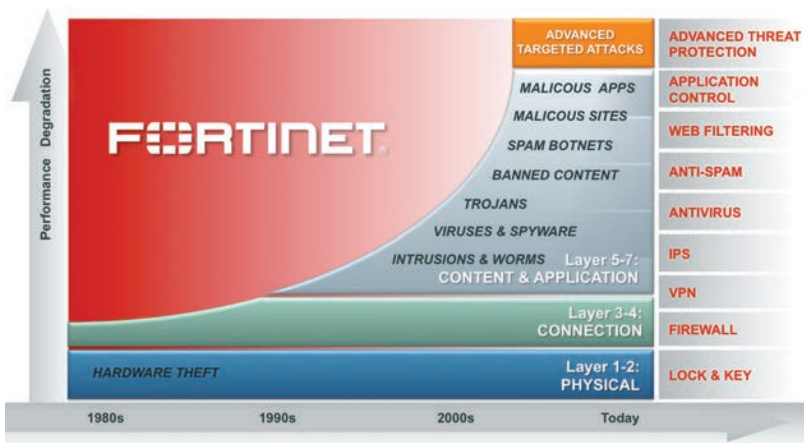 Performance Degradation
FORTINET
ADVANCED
TARGETED ATTACKS
MALICOUS APPS
MALICOUS SITES
SPAM BOTNETS
BANNED CONTENT
TROJANS
VIRUSES & SPYWARE
INTRUSIONS & WORMS
Layer 5-7:
CONTENT & APPLICATION
Layer 3-4:
CONNECTION
HARDWARE THEFT
Layer 1-2:
PHYSICAL
ADVANCED THREAT
PROTECTION
APPLICATION
CONTROL
WEB FILTERING
ANTI-SPAM
ANTIVIRUS
IPS
VPN
FIREWALL
LOCK & KEY
1980s
1990s
2000s
Today